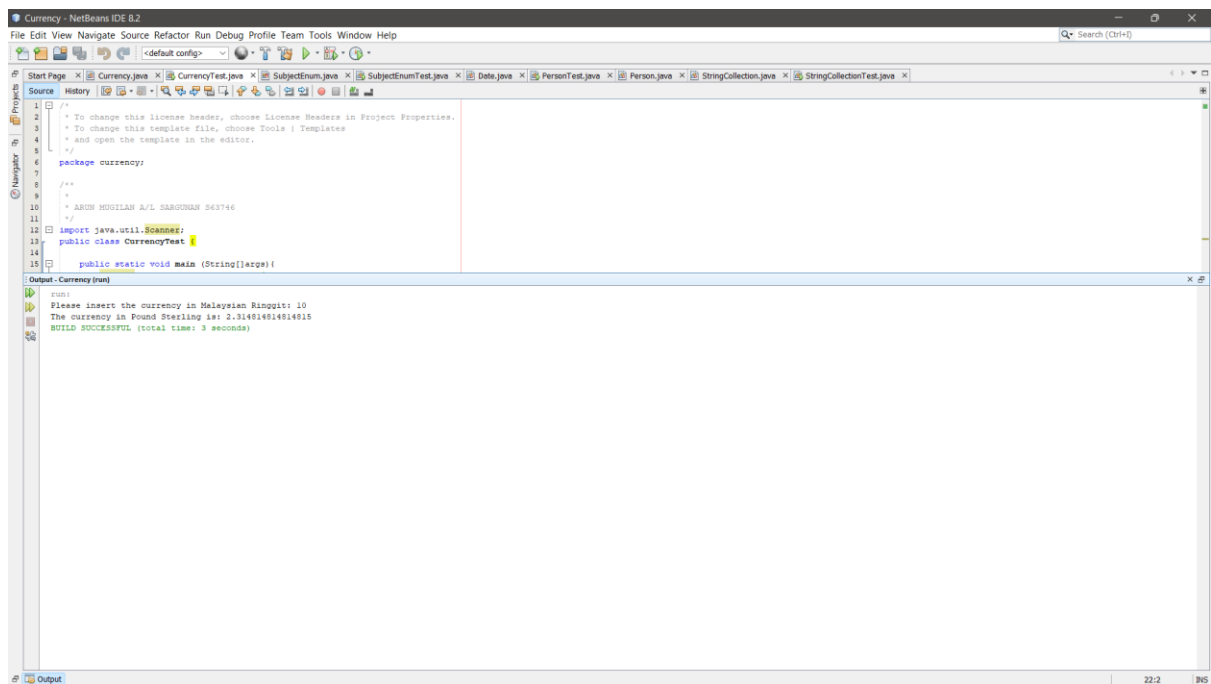 Currency - NetBeans IDE 8.2
File Edit View Navigate Source Refactor Run Debug Profile Team Tools Window Help
Search (Ctrl+I)
<default config>
Start Page Currency.java CurrencyTest.java SubjectEnum.java SubjectEnumTest.java Date.java PersonTest.java Person.java StringCollection.java StringCollectionTest.java
Projects
Navigator
Source History
1 /*
2 * To change this license header, choose License Headers in Project Properties.
3 * To change this template file, choose Tools | Templates
4 * and open the template in the editor.
5 */
6 package currency;
7
8 /**
9 *
10 * ARUN MUGILAN A/L SARGUNAN S63746
11 */
12 import java.util.Scanner;
13 public class CurrencyTest {
14
15 public static void main (String[]args){
Output - Currency (run)
run:
Please insert the currency in Malaysian Ringgit: 10
The currency in Pound Sterling is: 2.314814814814815
BUILD SUCCESSFUL (total time: 3 seconds)
Output
22:2 INS